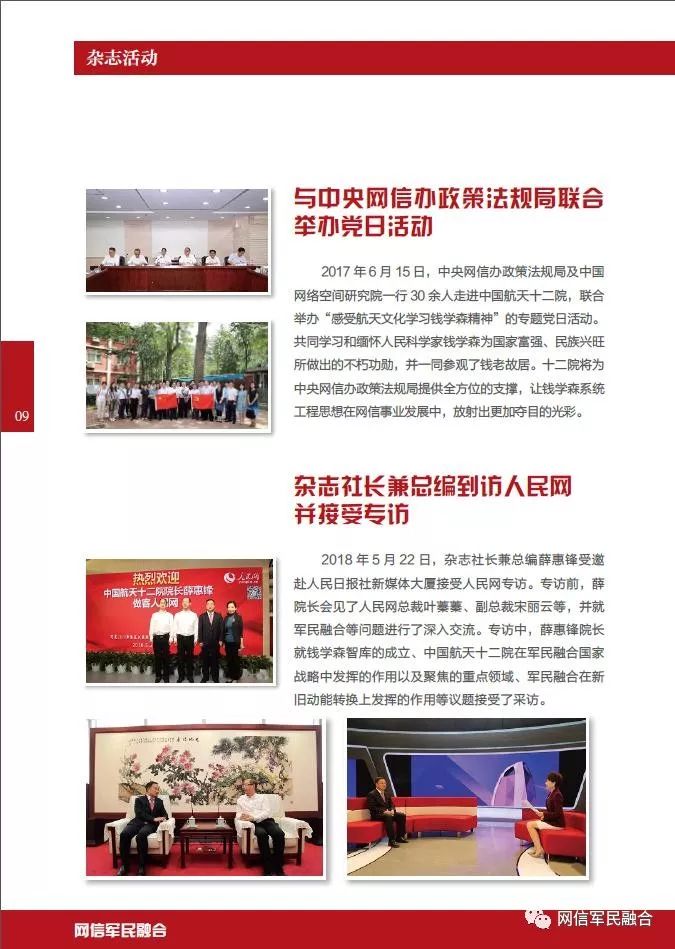 杂志活动
与中央网信办政策法规局联合
举办党日活动
2017 年 6 月 15 日，中央网信办政策法规局及中国
网络空间研究院一行 30 余人走进中国航天十二院，联合
举办“感受航天文化学习钱学森精神”的专题党日活动。
共同学习和缅怀人民科学家钱学森为国家富强、民族兴旺
所做出的不朽功勋，并一同参观了钱老故居。十二院将为
中央网信办政策法规局提供全方位的支撑，让钱学森系统
工程思想在网信事业发展中，放射出更加夺目的光彩。
09
杂志社长兼总编到访人民网
并接受专访
2018 年 5 月 22 日，杂志社长兼总编薛惠锋受邀
赴人民日报社新媒体大厦接受人民网专访。专访前，薛
院长会见了人民网总裁叶蓁蓁、副总裁宋丽云等，并就
军民融合等问题进行了深入交流。专访中，薛惠锋院长
就钱学森智库的成立、中国航天十二院在军民融合国家
战略中发挥的作用以及聚焦的重点领域、军民融合在新
旧动能转换上发挥的作用等议题接受了采访。
热烈欢迎
中国航天十二院院长薛惠锋
做客人民网
人民网
网信军民融合
网信军民融合